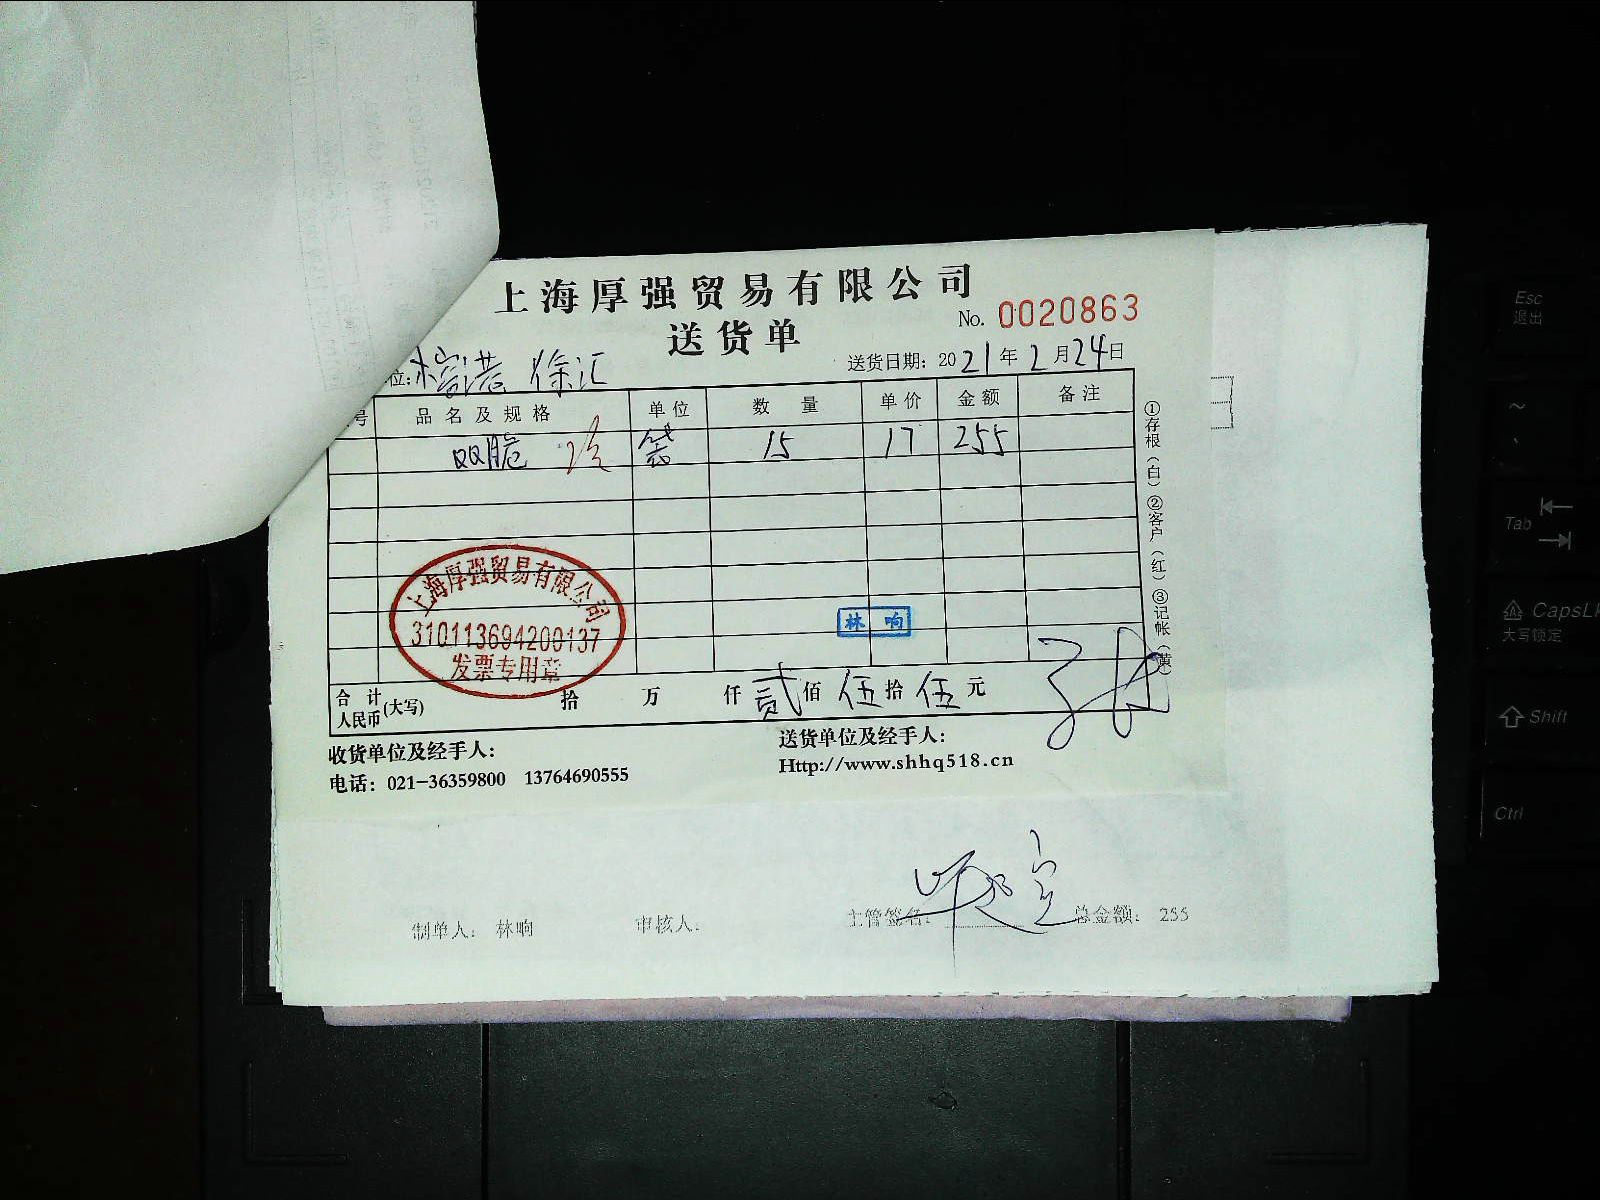 上海厚强贸易有限公司
送货单
No. 0020863
位: 徐汇
送货日期: 2021年2月24日
号 品名及规格 单位 数量 单价 金额 备注
QQ脆 袋 15 17 255
①存根(白) ②客户(红) ③记帐(黄)
上海厚强贸易有限公司
310113694200137
发票专用章
林响
合计人民币(大写) 拾 万 仟 贰佰 伍拾 伍元
收货单位及经手人:
送货单位及经手人:
电话: 021-36359800 13764690555
Http://www.shhq518.cn
制单人: 林响 审核人: 主管签名: 总金额: 255
Esc
退出
~
Tab
CapsLk
大写锁定
Shift
Ctrl